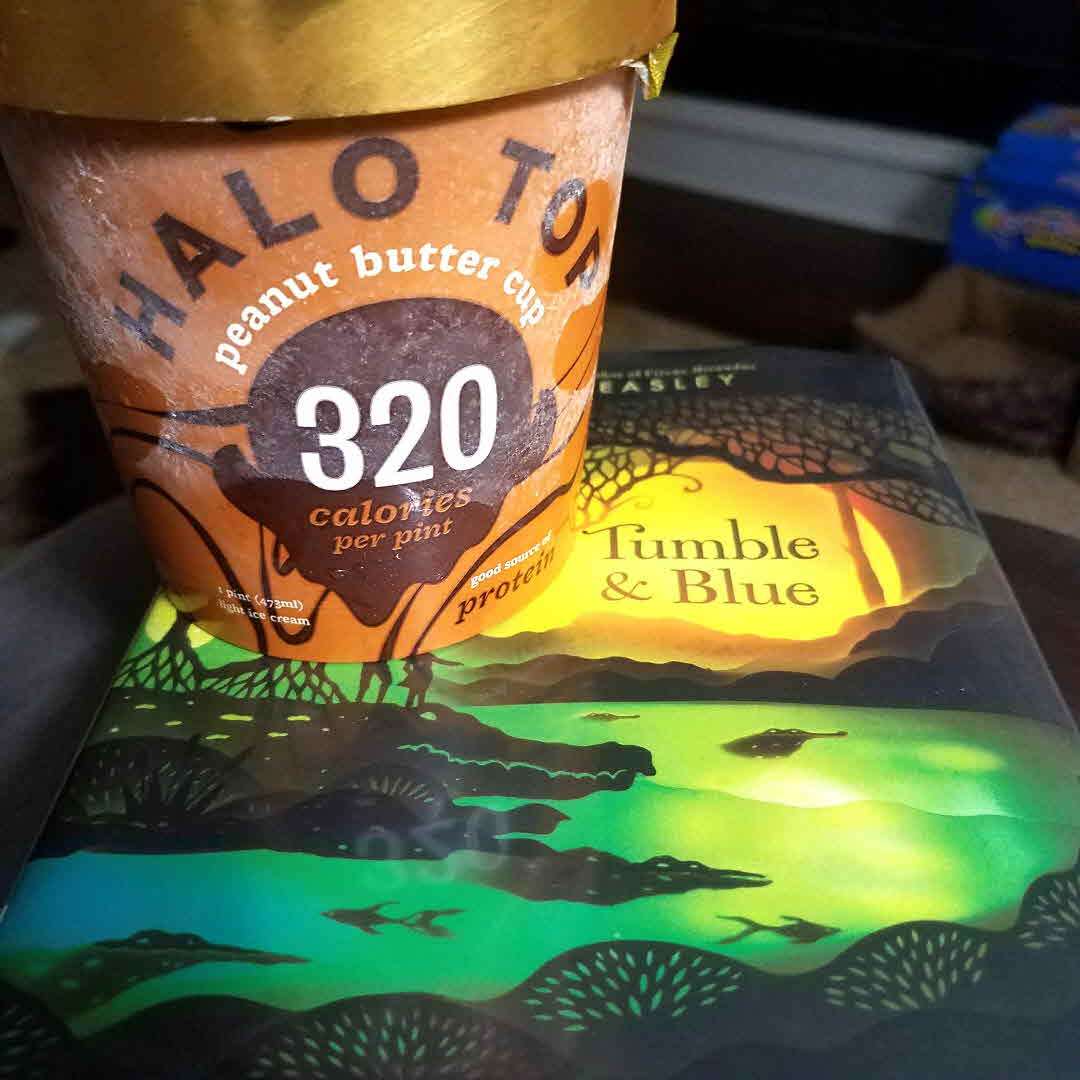 HALO TOP
peanut butter cup
320
calories
per pint
good source of
protein
1 pint (473ml)
light ice cream
EASLEY
Tumble
& Blue